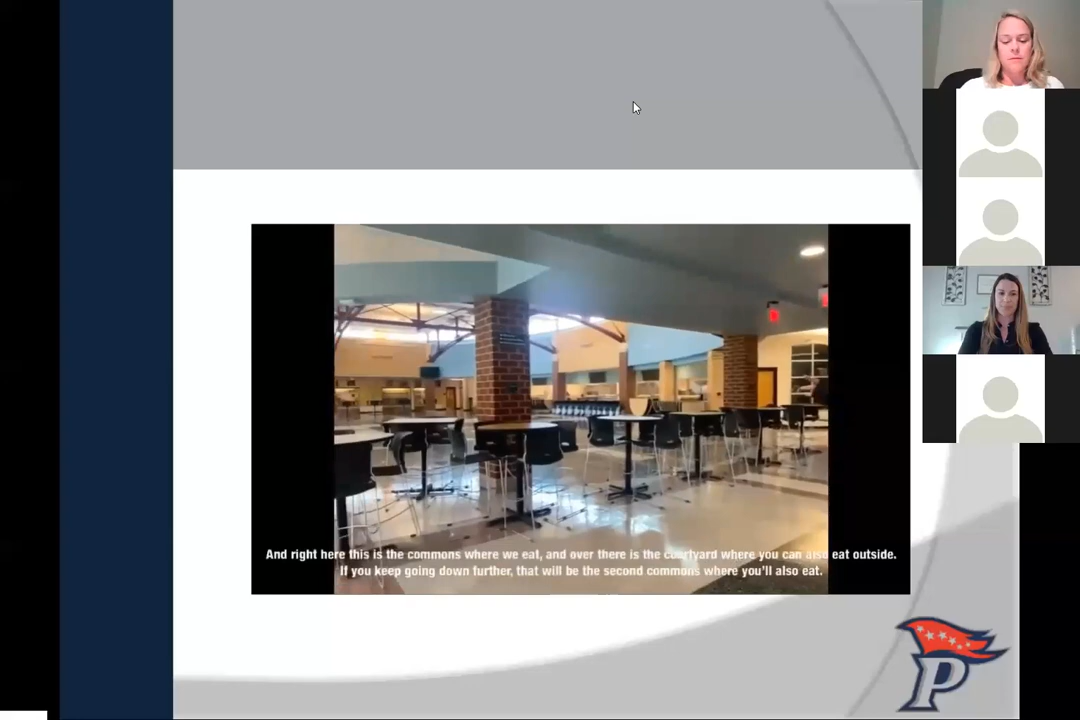 And right here this is the commons where we eat, and over there is the courtyard where you can also eat outside.
If you keep going down further, that will be the second commons where you'll also eat.
P